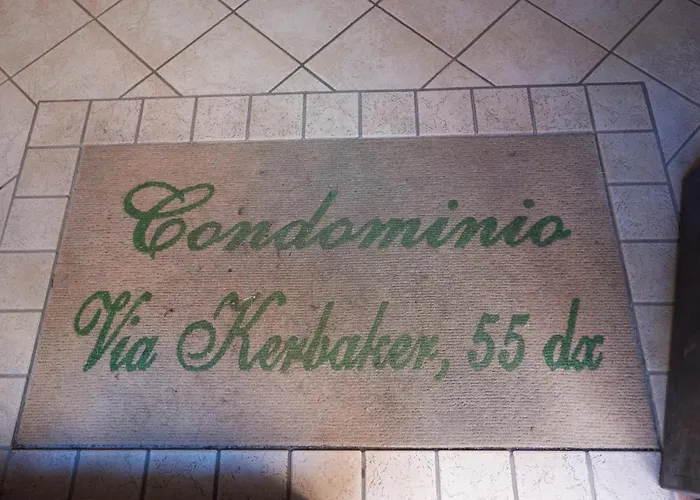 Condominio
Via Kerbaker, 55 dx